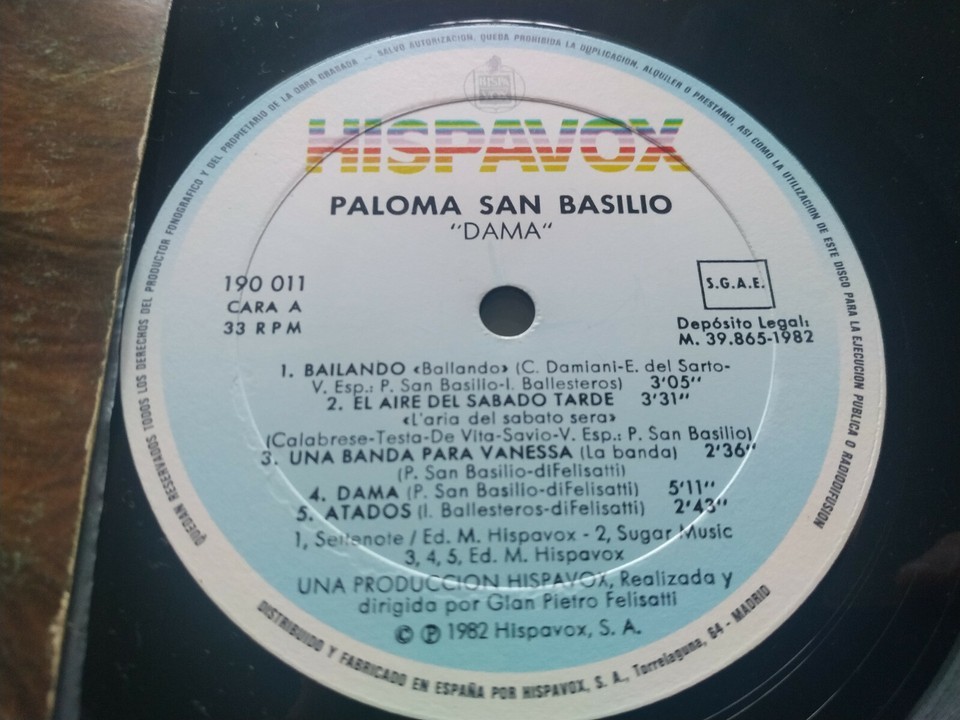 QUEDAN RESERVADOS TODOS LOS DERECHOS DEL PRODUCTOR FONOGRAFICO Y DEL PROPIETARIO DE LA OBRA GRABADA — SALVO AUTORIZACION, QUEDA PROHIBIDA LA DUPLICACION, ALQUILER O PRESTAMO, ASI COMO LA UTILIZACION DE ESTE DISCO PARA LA EJECUCION PUBLICA O RADIODIFUSION
HISPAVOX
PALOMA SAN BASILIO
"DAMA"
190 011
CARA A
33 RPM
S.G.A.E.
Depósito Legal:
M. 39.865-1982
1. BAILANDO «Ballando» (C. Damiani-E. del Sarto-
V. Esp.: P. San Basilio-I. Ballesteros) 3'05"
2. EL AIRE DEL SABADO TARDE 3'31"
«L'aria del sabato sera»
(Calabrese-Testa-De Vita-Savio-V. Esp.: P. San Basilio)
3. UNA BANDA PARA VANESSA (La banda) 2'36"
(P. San Basilio-diFelisatti)
4. DAMA (P. San Basilio-diFelisatti) 5'11"
5. ATADOS (I. Ballesteros-diFelisatti) 2'43"
1, Settenote / Ed. M. Hispavox - 2, Sugar Music
3, 4, 5, Ed. M. Hispavox
UNA PRODUCCION HISPAVOX, Realizada y
dirigida por Gian Pietro Felisatti
© ℗ 1982 Hispavox, S. A.
DISTRIBUIDO Y FABRICADO EN ESPAÑA POR HISPAVOX, S. A., Torrelaguna, 64 - MADRID